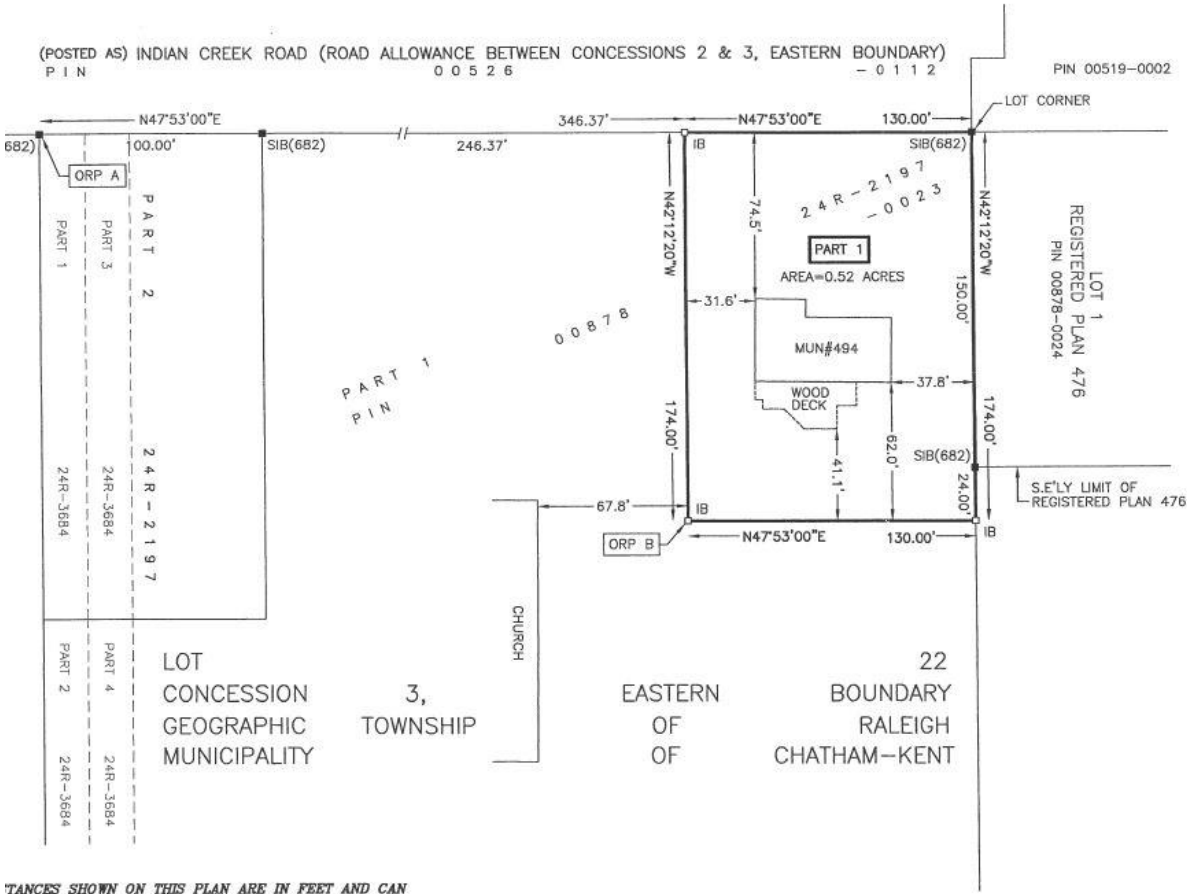 (POSTED AS) INDIAN CREEK ROAD (ROAD ALLOWANCE BETWEEN CONCESSIONS 2 & 3, EASTERN BOUNDARY)
PIN 00526 -0112
PIN 00519-0002
LOT CORNER
N47°53'00"E
346.37'
N47°53'00"E
130.00'
682)
100.00'
SIB(682)
246.37'
IB
SIB(682)
ORP A
PART 2
24R-2197
PART 1
24R-3684
PART 3
24R-3684
PART 2
24R-3684
PART 4
24R-3684
PART 1
PIN
00878
24R-2197
-0023
PART 1
AREA=0.52 ACRES
N42°12'20"W
174.00'
74.5'
31.6'
MUN#494
WOOD
DECK
37.8'
41.1'
62.0'
N42°12'20"W
150.00'
174.00'
SIB(682)
24.00'
LOT 1
REGISTERED PLAN 476
PIN 00878-0024
S.E'LY LIMIT OF
REGISTERED PLAN 476
67.8'
IB
ORP B
N47°53'00"E
130.00'
IB
CHURCH
LOT 22
CONCESSION 3, EASTERN BOUNDARY
GEOGRAPHIC TOWNSHIP OF RALEIGH
MUNICIPALITY OF CHATHAM-KENT
TANCES SHOWN ON THIS PLAN ARE IN FEET AND CAN